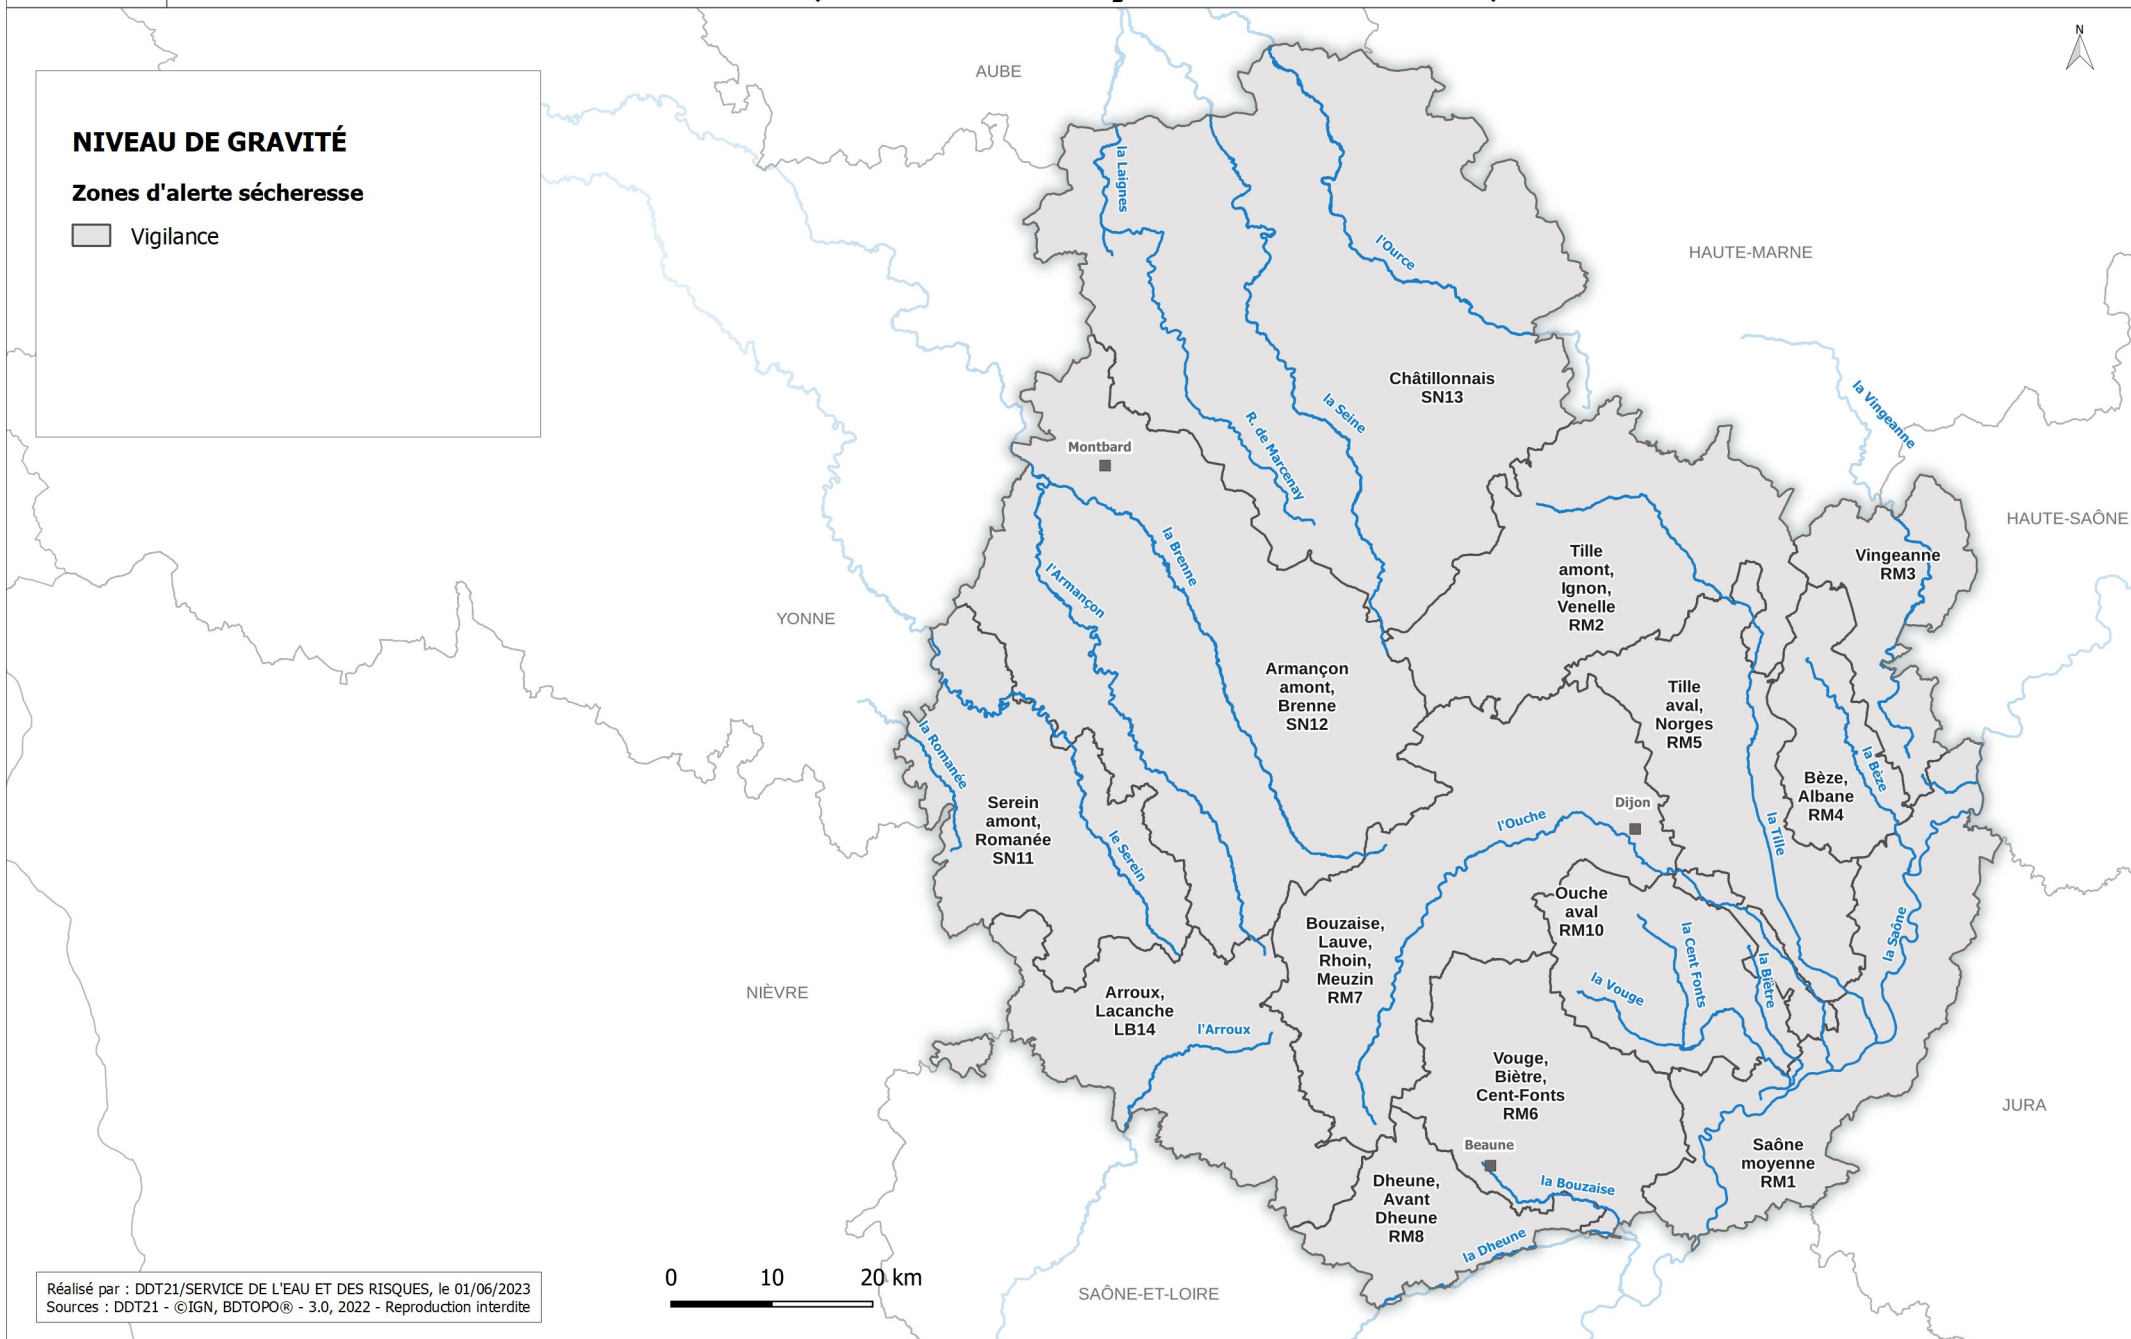 N
AUBE
NIVEAU DE GRAVITÉ
Zones d'alerte sécheresse
Vigilance
la Laignes
l'Ource
HAUTE-MARNE
Châtillonnais
SN13
la Seine
R. de Marcenay
la Vingeanne
Montbard
HAUTE-SAÔNE
la Brenne
l'Armançon
Tille
amont,
Ignon,
Venelle
RM2
Vingeanne
RM3
YONNE
Armançon
amont,
Brenne
SN12
Tille
aval,
Norges
RM5
la Romanée
la Bèze
Bèze,
Albane
RM4
Serein
amont,
Romanée
SN11
le Serein
Dijon
l'Ouche
la Tille
Ouche
aval
RM10
Bouzaise,
Lauve,
Rhoin,
Meuzin
RM7
la Cent Fonts
la Biètre
la Saône
la Vouge
NIÈVRE
Arroux,
Lacanche
LB14
l'Arroux
Vouge,
Biètre,
Cent-Fonts
RM6
JURA
Beaune
Saône
moyenne
RM1
Dheune,
Avant
Dheune
RM8
la Bouzaise
la Dheune
SAÔNE-ET-LOIRE
0 10 20 km
Réalisé par : DDT21/SERVICE DE L'EAU ET DES RISQUES, le 01/06/2023
Sources : DDT21 - ©IGN, BDTOPO® - 3.0, 2022 - Reproduction interdite